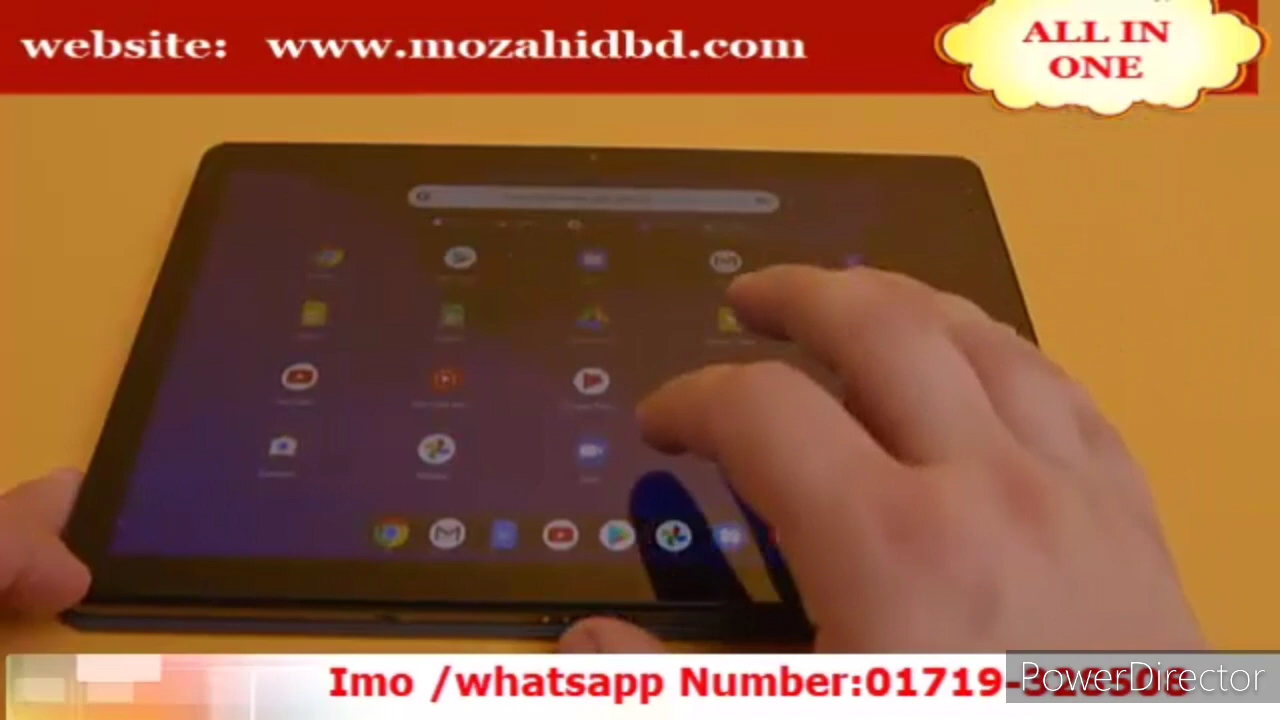 website: www.mozahidbd.com
ALL IN
ONE
Imo /whatsapp Number:01719-
PowerDirector